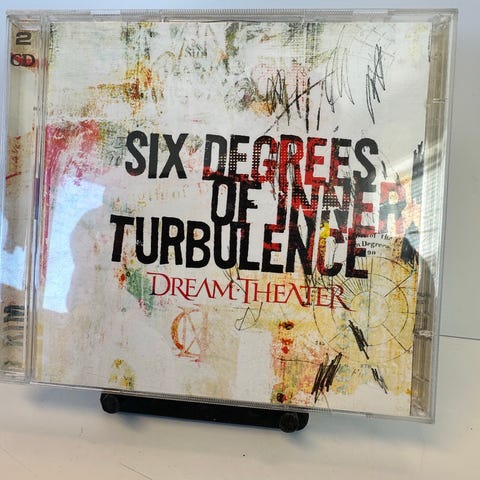 2
CD
SIX DEGREES
OF INNER
TURBULENCE
DREAM THEATER